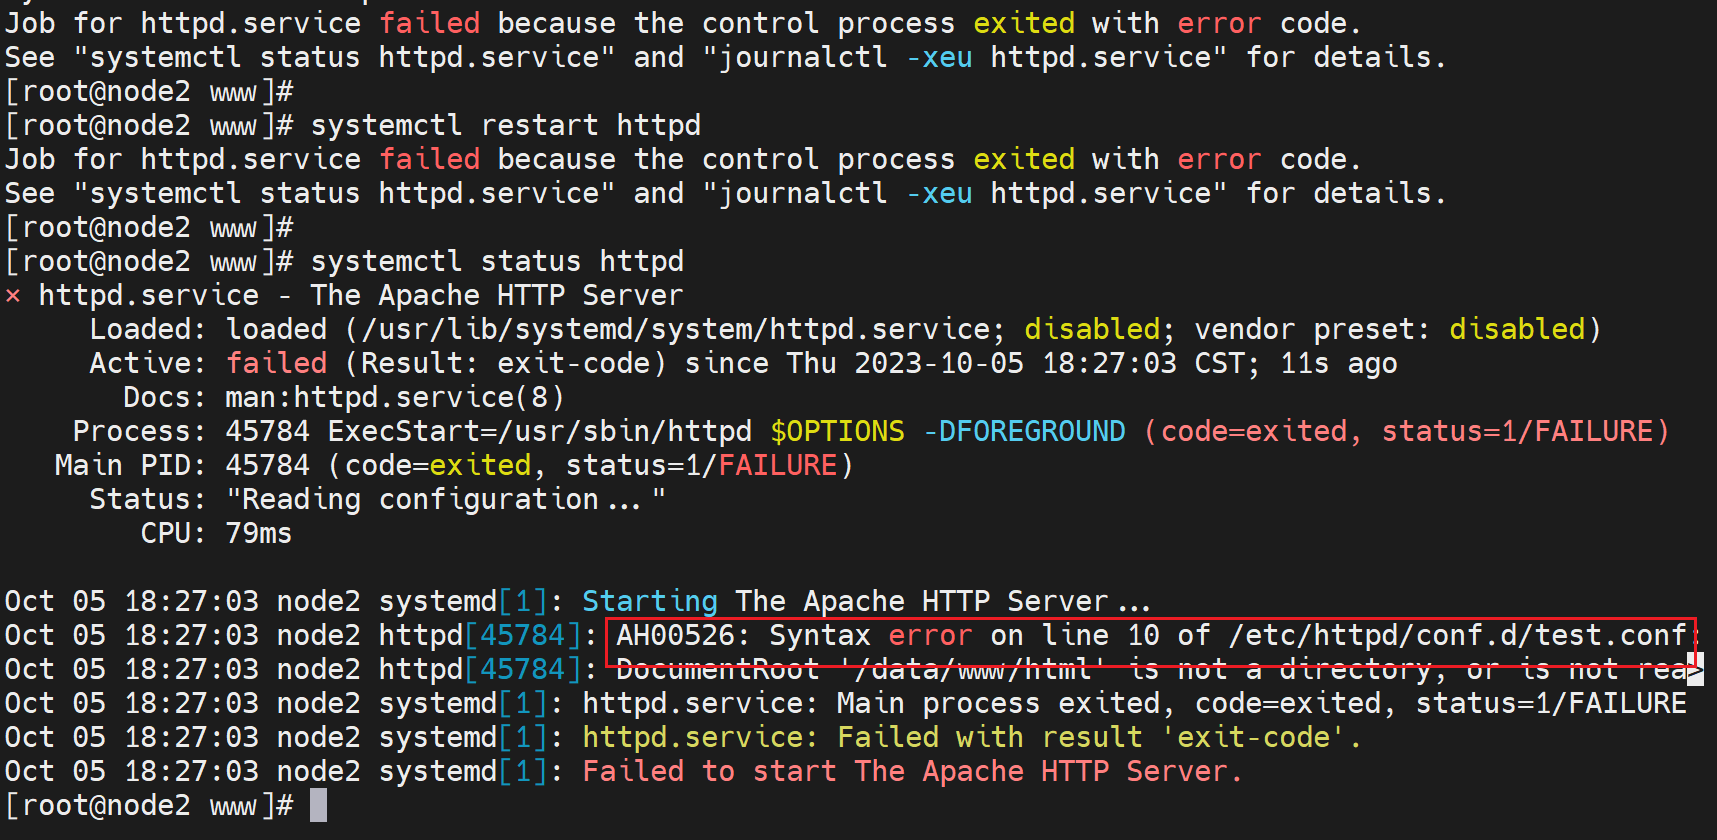 Job for httpd.service failed because the control process exited with error code.
See "systemctl status httpd.service" and "journalctl -xeu httpd.service" for details.
[root@node2 www]#
[root@node2 www]# systemctl restart httpd
Job for httpd.service failed because the control process exited with error code.
See "systemctl status httpd.service" and "journalctl -xeu httpd.service" for details.
[root@node2 www]#
[root@node2 www]# systemctl status httpd
× httpd.service - The Apache HTTP Server
     Loaded: loaded (/usr/lib/systemd/system/httpd.service; disabled; vendor preset: disabled)
     Active: failed (Result: exit-code) since Thu 2023-10-05 18:27:03 CST; 11s ago
       Docs: man:httpd.service(8)
    Process: 45784 ExecStart=/usr/sbin/httpd $OPTIONS -DFOREGROUND (code=exited, status=1/FAILURE)
   Main PID: 45784 (code=exited, status=1/FAILURE)
     Status: "Reading configuration..."
        CPU: 79ms
Oct 05 18:27:03 node2 systemd[1]: Starting The Apache HTTP Server...
Oct 05 18:27:03 node2 httpd[45784]: AH00526: Syntax error on line 10 of /etc/httpd/conf.d/test.conf:
Oct 05 18:27:03 node2 httpd[45784]: DocumentRoot '/data/www/html' is not a directory, or is not rea>
Oct 05 18:27:03 node2 systemd[1]: httpd.service: Main process exited, code=exited, status=1/FAILURE
Oct 05 18:27:03 node2 systemd[1]: httpd.service: Failed with result 'exit-code'.
Oct 05 18:27:03 node2 systemd[1]: Failed to start The Apache HTTP Server.
[root@node2 www]#